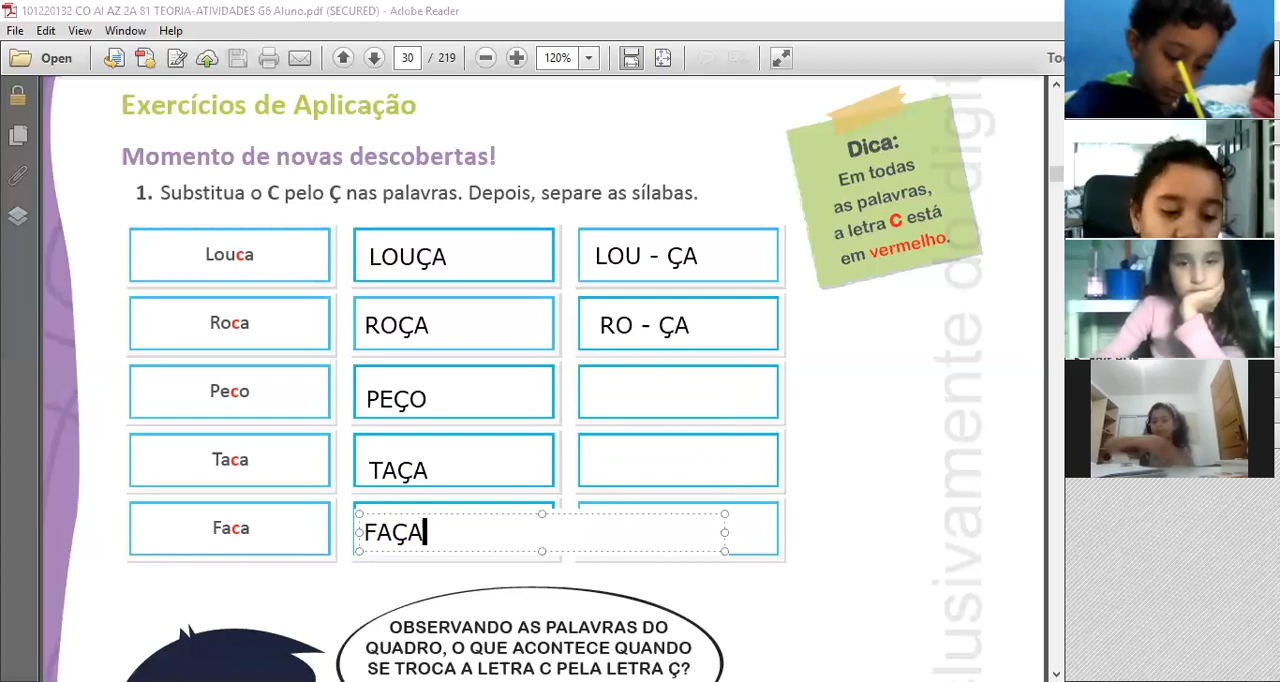 101220132 CO AI AZ 2A 81 TEORIA-ATIVIDADES G6 Aluno.pdf (SECURED) - Adobe Reader
File Edit View Window Help
Open 30 / 219 120%
Exercícios de Aplicação
Momento de novas descobertas!
1. Substitua o C pelo Ç nas palavras. Depois, separe as sílabas.
Dica:
Em todas
as palavras,
a letra C está
em vermelho.
Louca LOUÇA LOU - ÇA
Roca ROÇA RO - ÇA
Peco PEÇO
Taca TAÇA
Faca FAÇA
OBSERVANDO AS PALAVRAS DO
QUADRO, O QUE ACONTECE QUANDO
SE TROCA A LETRA C PELA LETRA Ç?
lusivamente do digit